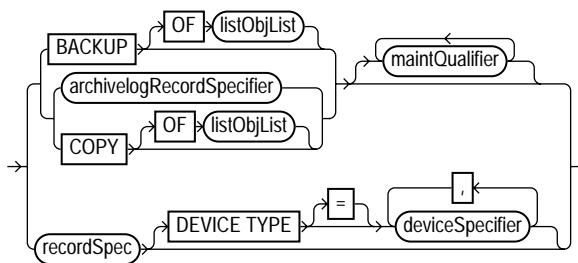 BACKUP OF listObjList
maintQualifier
archivelogRecordSpecifier
COPY OF listObjList
recordSpec DEVICE TYPE = deviceSpecifier ,